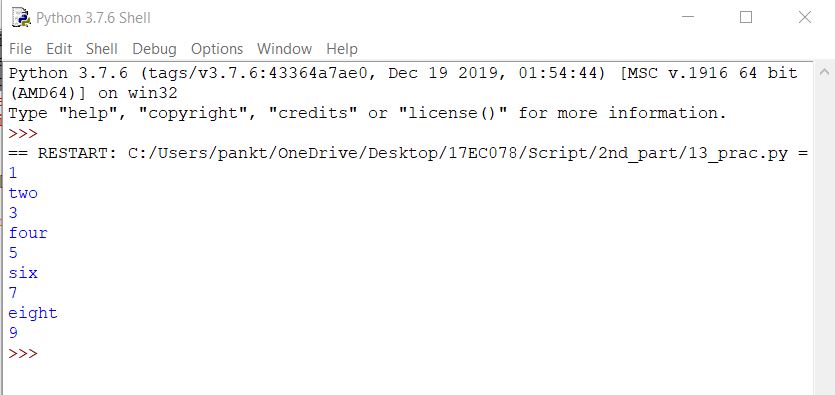 Python 3.7.6 Shell
File Edit Shell Debug Options Window Help
Python 3.7.6 (tags/v3.7.6:43364a7ae0, Dec 19 2019, 01:54:44) [MSC v.1916 64 bit
(AMD64)] on win32
Type "help", "copyright", "credits" or "license()" for more information.
>>>
== RESTART: C:/Users/pankt/OneDrive/Desktop/17EC078/Script/2nd_part/13_prac.py =
1
two
3
four
5
six
7
eight
9
>>>